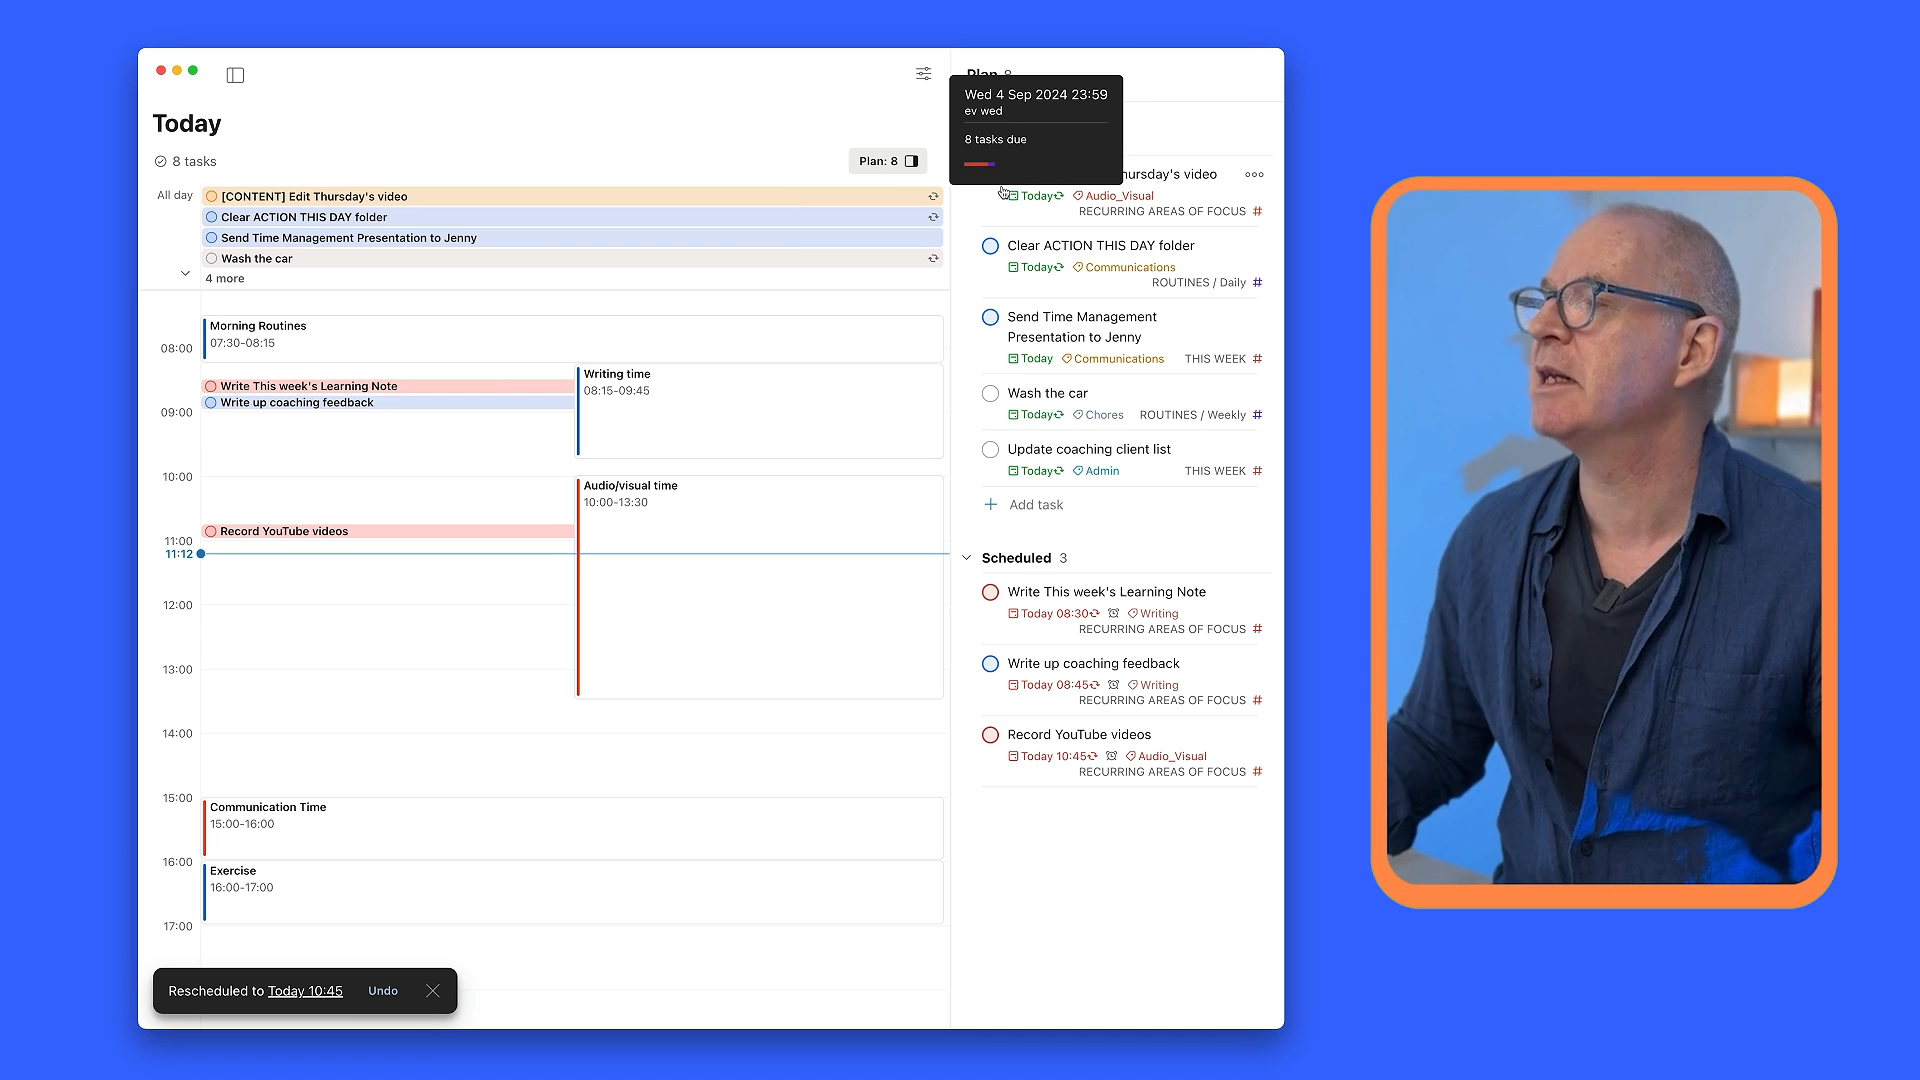 Today
8 tasks
Plan: 8
All day
[CONTENT] Edit Thursday's video
Clear ACTION THIS DAY folder
Send Time Management Presentation to Jenny
Wash the car
4 more
Morning Routines
07:30-08:15
08:00
Writing time
08:15-09:45
Write This week's Learning Note
Write up coaching feedback
09:00
10:00
Audio/visual time
10:00-13:30
Record YouTube videos
11:00
11:12
12:00
13:00
14:00
15:00
Communication Time
15:00-16:00
16:00
Exercise
16:00-17:00
17:00
Rescheduled to Today 10:45
Undo
Plan 8
Wed 4 Sep 2024 23:59
ev wed
8 tasks due
hursday's video
Today Audio_Visual
RECURRING AREAS OF FOCUS #
Clear ACTION THIS DAY folder
Today Communications
ROUTINES / Daily #
Send Time Management
Presentation to Jenny
Today Communications THIS WEEK #
Wash the car
Today Chores ROUTINES / Weekly #
Update coaching client list
Today Admin THIS WEEK #
+ Add task
Scheduled 3
Write This week's Learning Note
Today 08:30 Writing
RECURRING AREAS OF FOCUS #
Write up coaching feedback
Today 08:45 Writing
RECURRING AREAS OF FOCUS #
Record YouTube videos
Today 10:45 Audio_Visual
RECURRING AREAS OF FOCUS #